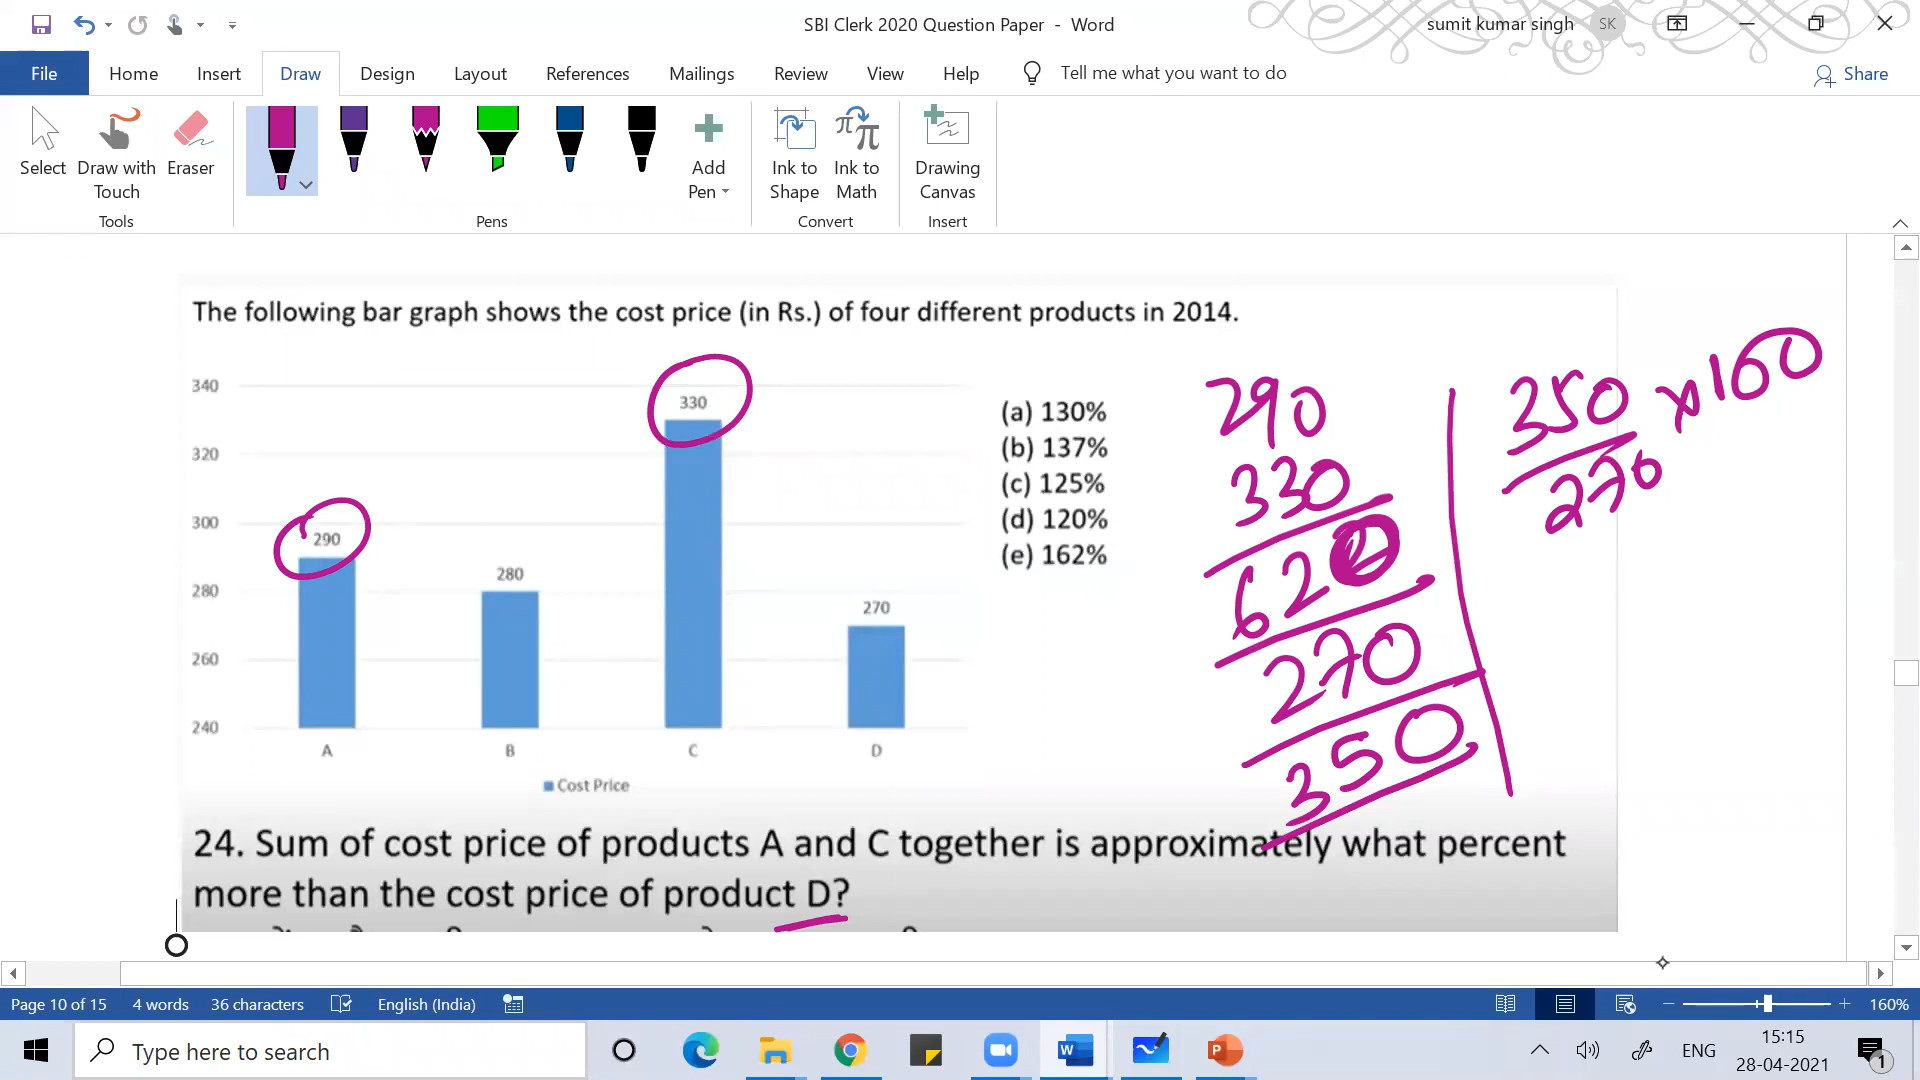 SBI Clerk 2020 Question Paper - Word
sumit kumar singh SK
File Home Insert Draw Design Layout References Mailings Review View Help Tell me what you want to do Share
Select Draw with Touch Eraser
Add Pen
Ink to Shape Ink to Math
Drawing Canvas
Tools Pens Convert Insert
The following bar graph shows the cost price (in Rs.) of four different products in 2014.
340
320
300
280
260
240
290
280
330
270
A B C D
Cost Price
(a) 130%
(b) 137%
(c) 125%
(d) 120%
(e) 162%
290
330
620
270
350
350 × 100
270
24. Sum of cost price of products A and C together is approximately what percent
more than the cost price of product D?
Page 10 of 15 4 words 36 characters English (India) 160%
Type here to search
W P
ENG
15:15
28-04-2021
1